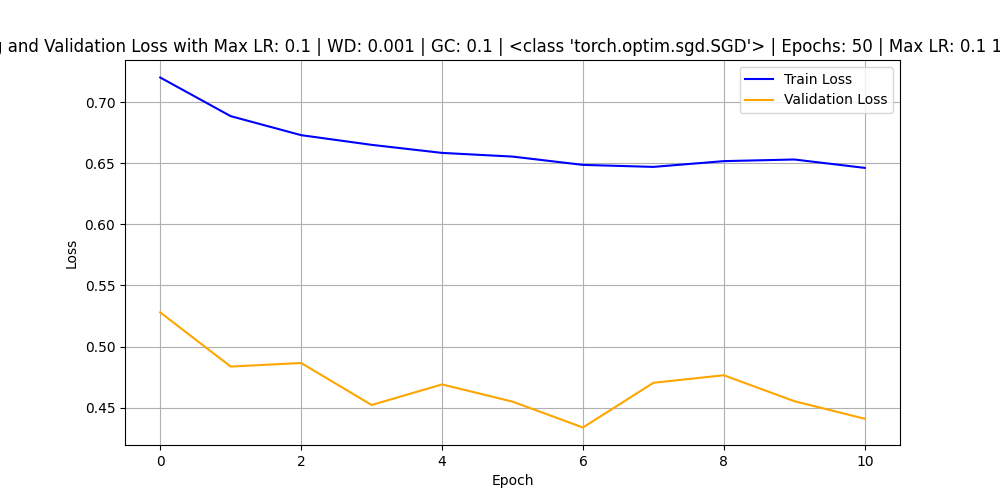 and Validation Loss with Max LR: 0.1 | WD: 0.001 | GC: 0.1 | <class 'torch.optim.sgd.SGD'> | Epochs: 50 | Max LR: 0.1 1
Train Loss
Validation Loss
0.70
0.65
0.60
0.55
0.50
0.45
Loss
0 2 4 6 8 10
Epoch